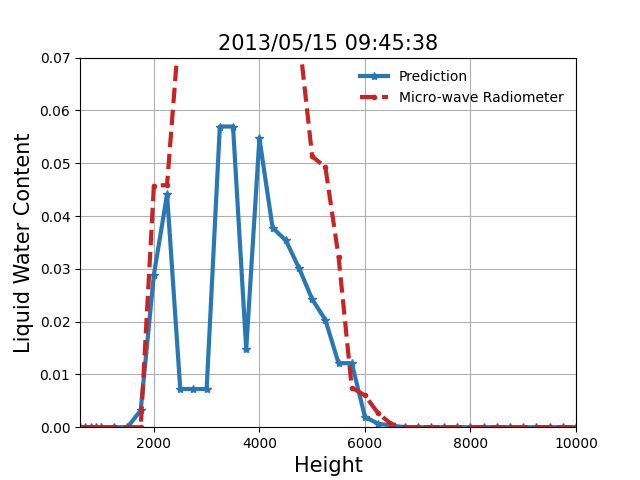 2013/05/15 09:45:38
0.07
0.06
0.05
0.04
0.03
0.02
0.01
0.00
Liquid Water Content
Prediction
Micro-wave Radiometer
2000 4000 6000 8000 10000
Height